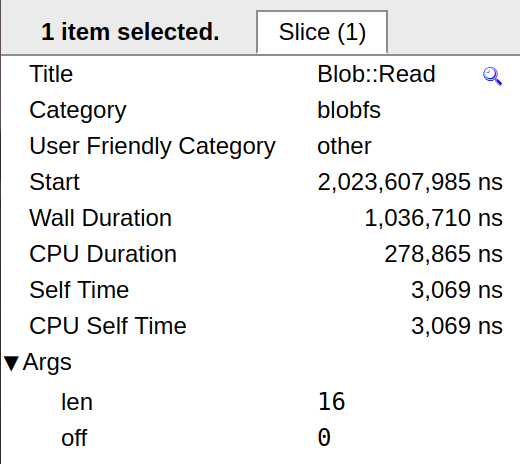 1 item selected. Slice (1)
Title Blob::Read
Category blobfs
User Friendly Category other
Start 2,023,607,985 ns
Wall Duration 1,036,710 ns
CPU Duration 278,865 ns
Self Time 3,069 ns
CPU Self Time 3,069 ns
▼Args
len 16
off 0